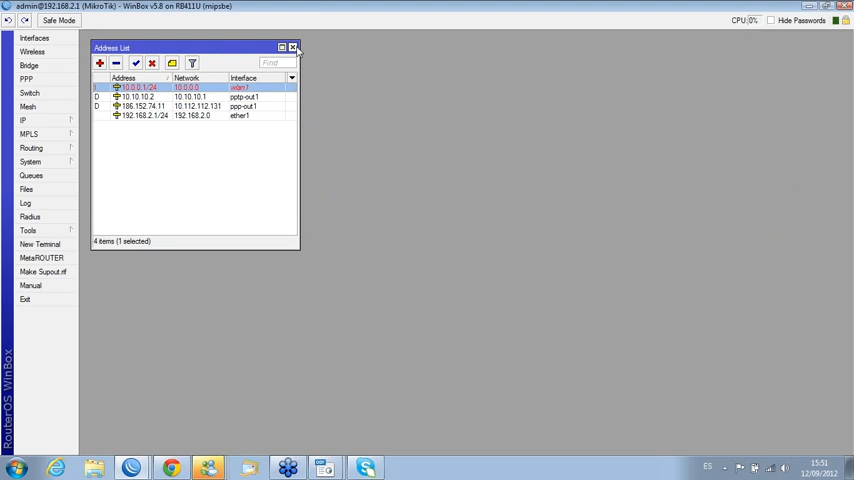 admin@192.168.2.1 (MikroTik) - WinBox v5.8 on RB411U (mipsbe)
Safe Mode
CPU: 0%
Hide Passwords
Interfaces
Wireless
Bridge
PPP
Switch
Mesh
IP
MPLS
Routing
System
Queues
Files
Log
Radius
Tools
New Terminal
MetaROUTER
Make Supout.rif
Manual
Exit
RouterOS WinBox
Address List
Find
Address / Network Interface
I 10.0.0.1/24 10.0.0.0 wlan1
D 10.10.10.2 10.10.10.1 pptp-out1
D 186.152.74.11 10.112.112.131 ppp-out1
192.168.2.1/24 192.168.2.0 ether1
4 items (1 selected)
ES
15:51
12/09/2012